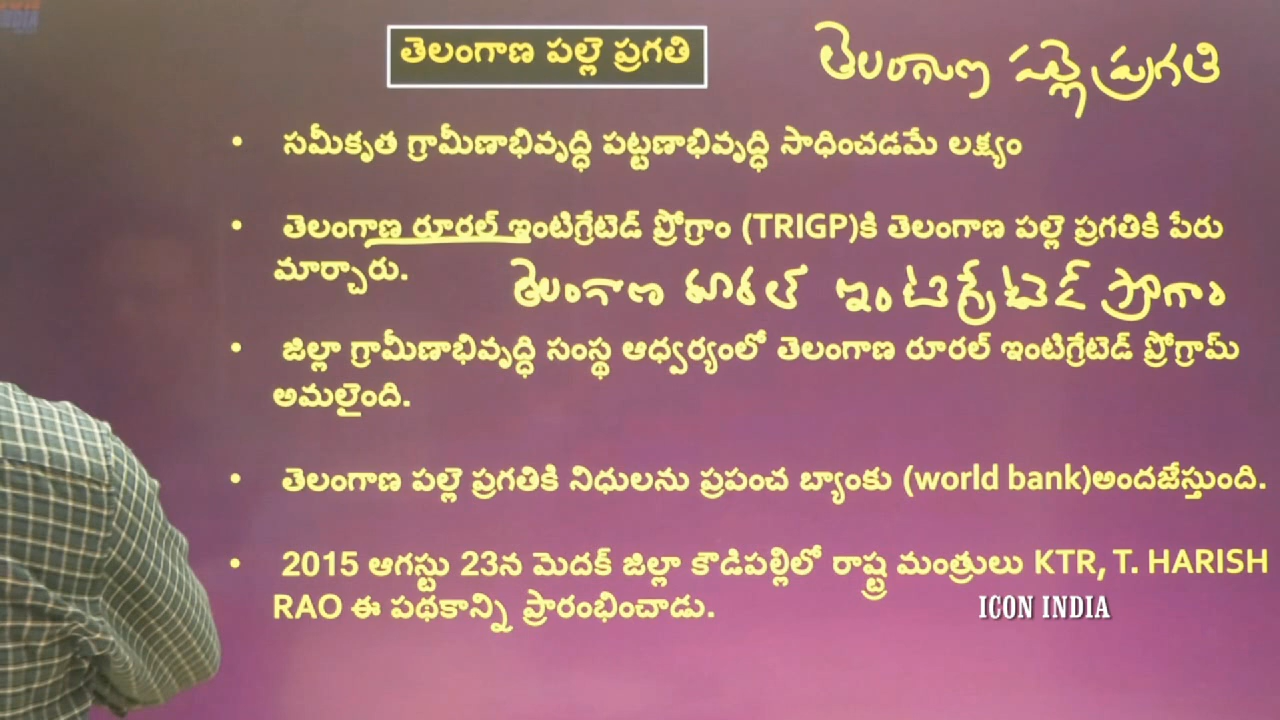 తెలంగాణ పల్లె ప్రగతి
తెలంగాణ పల్లె ప్రగతి
• సమీకృత గ్రామీణాభివృద్ధి పట్టణాభివృద్ధి సాధించడమే లక్ష్యం
• తెలంగాణ రూరల్ ఇంటిగ్రేటెడ్ ప్రోగ్రాం (TRIGP)కి తెలంగాణ పల్లె ప్రగతికి పేరు
మార్చారు.
తెలంగాణ రూరల్ ఇంటిగ్రేటెడ్ ప్రోగాం
• జిల్లా గ్రామీణాభివృద్ధి సంస్థ ఆధ్వర్యంలో తెలంగాణ రూరల్ ఇంటిగ్రేటెడ్ ప్రోగ్రామ్
అమలైంది.
• తెలంగాణ పల్లె ప్రగతికి నిధులను ప్రపంచ బ్యాంకు (world bank)అందజేస్తుంది.
• 2015 ఆగస్టు 23న మెదక్ జిల్లా కౌడిపల్లిలో రాష్ట్ర మంత్రులు KTR, T. HARISH
RAO ఈ పథకాన్ని ప్రారంభించాడు.
ICON INDIA